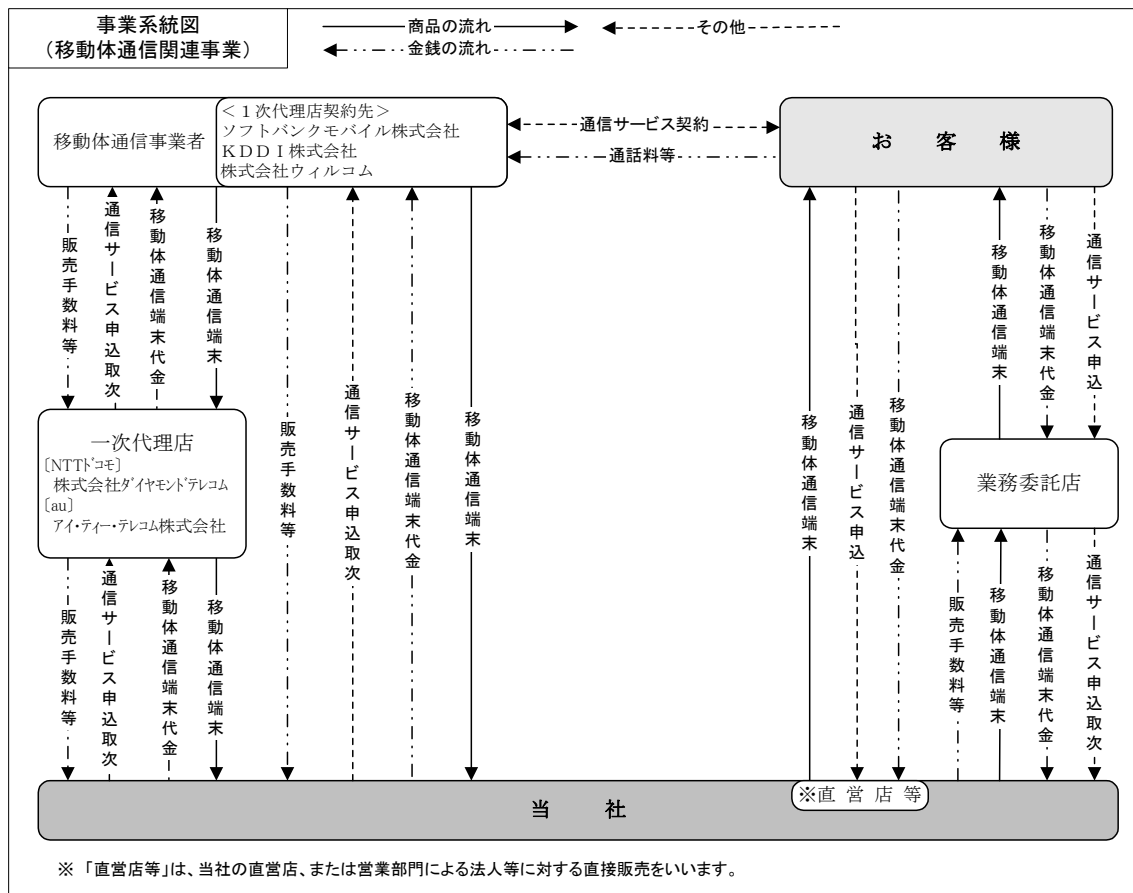 事業系統図
(移動体通信関連事業)
商品の流れ
その他
金銭の流れ
移動体通信事業者
<1次代理店契約先>
ソフトバンクモバイル株式会社
KDDI株式会社
株式会社ウィルコム
通信サービス契約
通話料等
お客様
販売手数料等
通信サービス申込取次
移動体通信端末代金
移動体通信端末
一次代理店
〔NTTドコモ〕
株式会社ダイヤモンドテレコム
〔au〕
アイ・ティー・テレコム株式会社
販売手数料等
通信サービス申込取次
移動体通信端末代金
移動体通信端末
販売手数料等
通信サービス申込取次
移動体通信端末代金
移動体通信端末
移動体通信端末
通信サービス申込
移動体通信端末代金
移動体通信端末
移動体通信端末代金
通信サービス申込
業務委託店
販売手数料等
移動体通信端末
移動体通信端末代金
通信サービス申込取次
※直営店等
当社
※ 「直営店等」は、当社の直営店、または営業部門による法人等に対する直接販売をいいます。